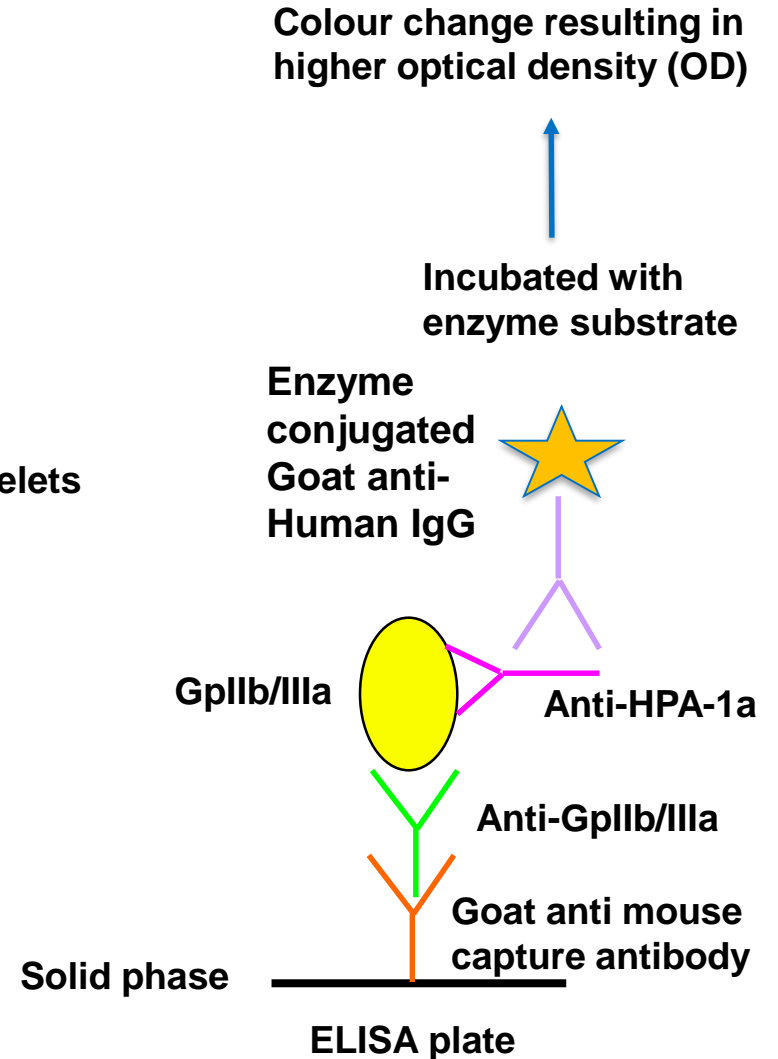 Colour change resulting in
higher optical density (OD)
Incubated with
enzyme substrate
Enzyme
conjugated
Goat anti-
Human IgG
elets
GpIIb/IIIa
Anti-HPA-1a
Anti-GpIIb/IIIa
Goat anti mouse
capture antibody
Solid phase
ELISA plate